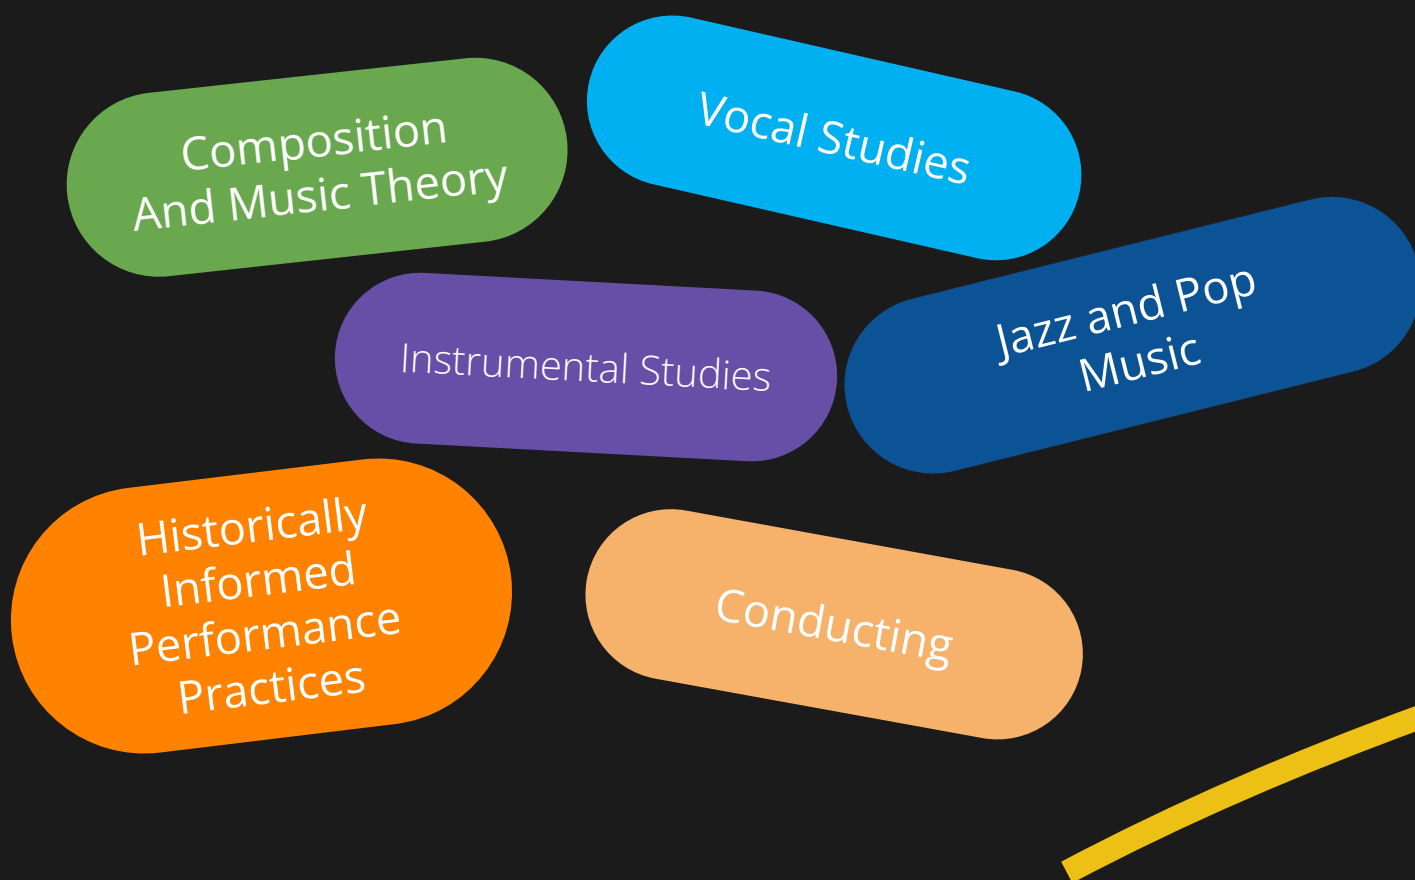 Composition
And Music Theory
Vocal Studies
Instrumental Studies
Jazz and Pop
Music
Historically
Informed
Performance
Practices
Conducting